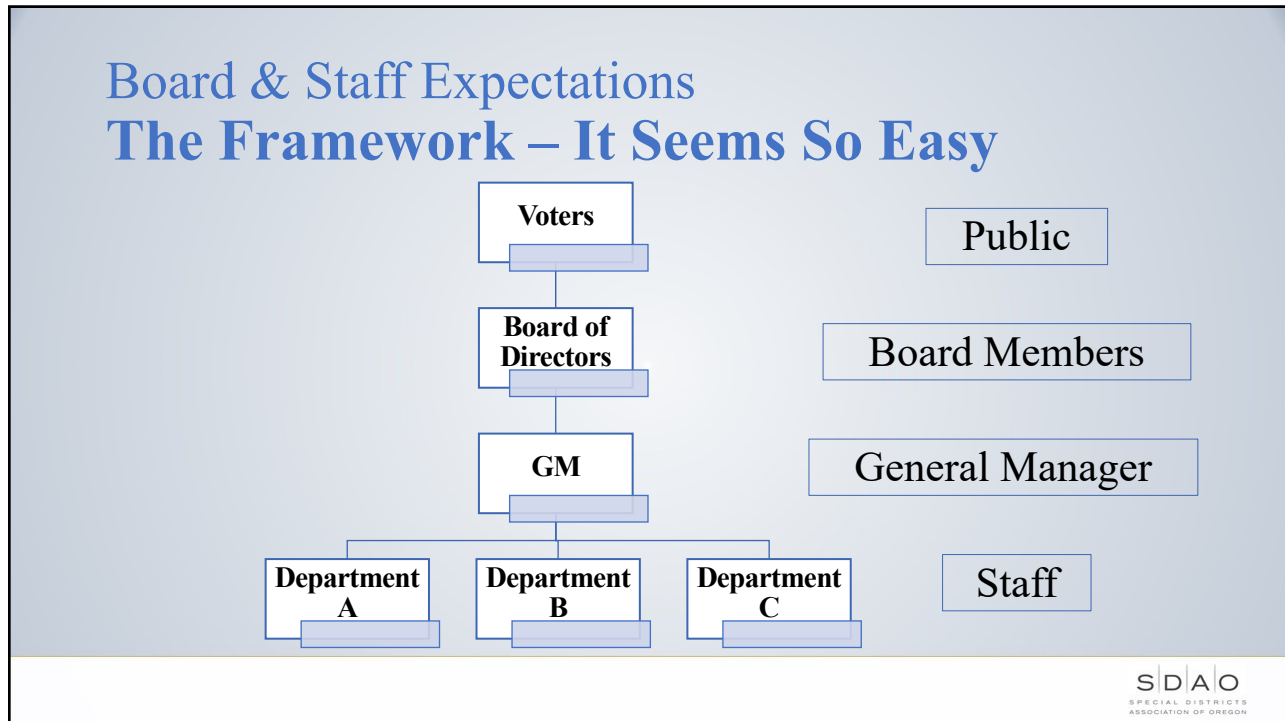 Board & Staff Expectations
The Framework – It Seems So Easy
Voters
Public
Board of
Directors
Board Members
GM
General Manager
Department
A
Department
B
Department
C
Staff
S|D|A|O
SPECIAL DISTRICTS
ASSOCIATION OF OREGON